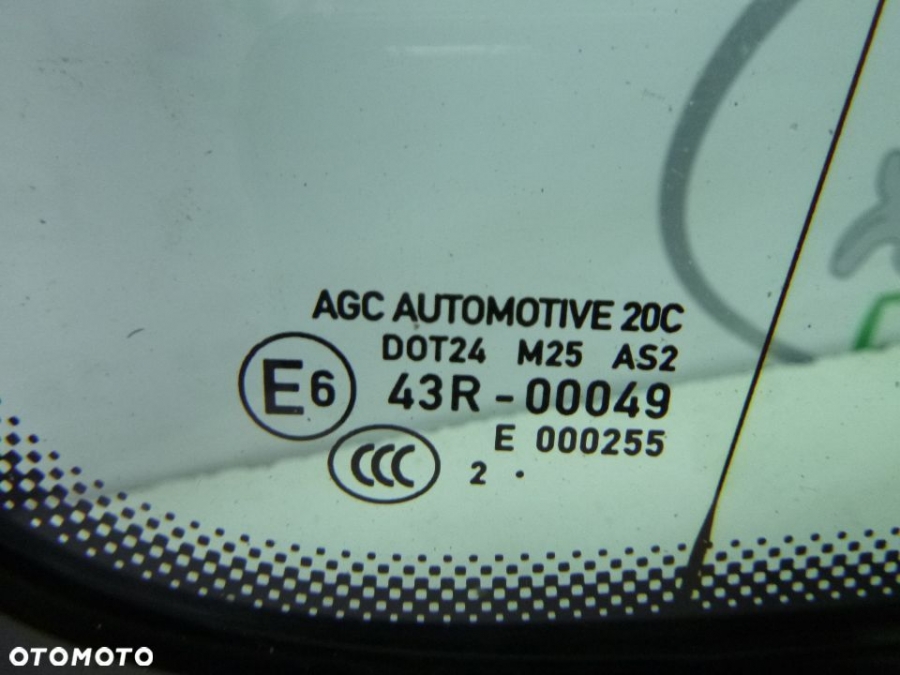 AGC AUTOMOTIVE 20C
DOT24 M25 AS2
E6 43R-00049
E 000255
CCC 2 .
OTOMOTO